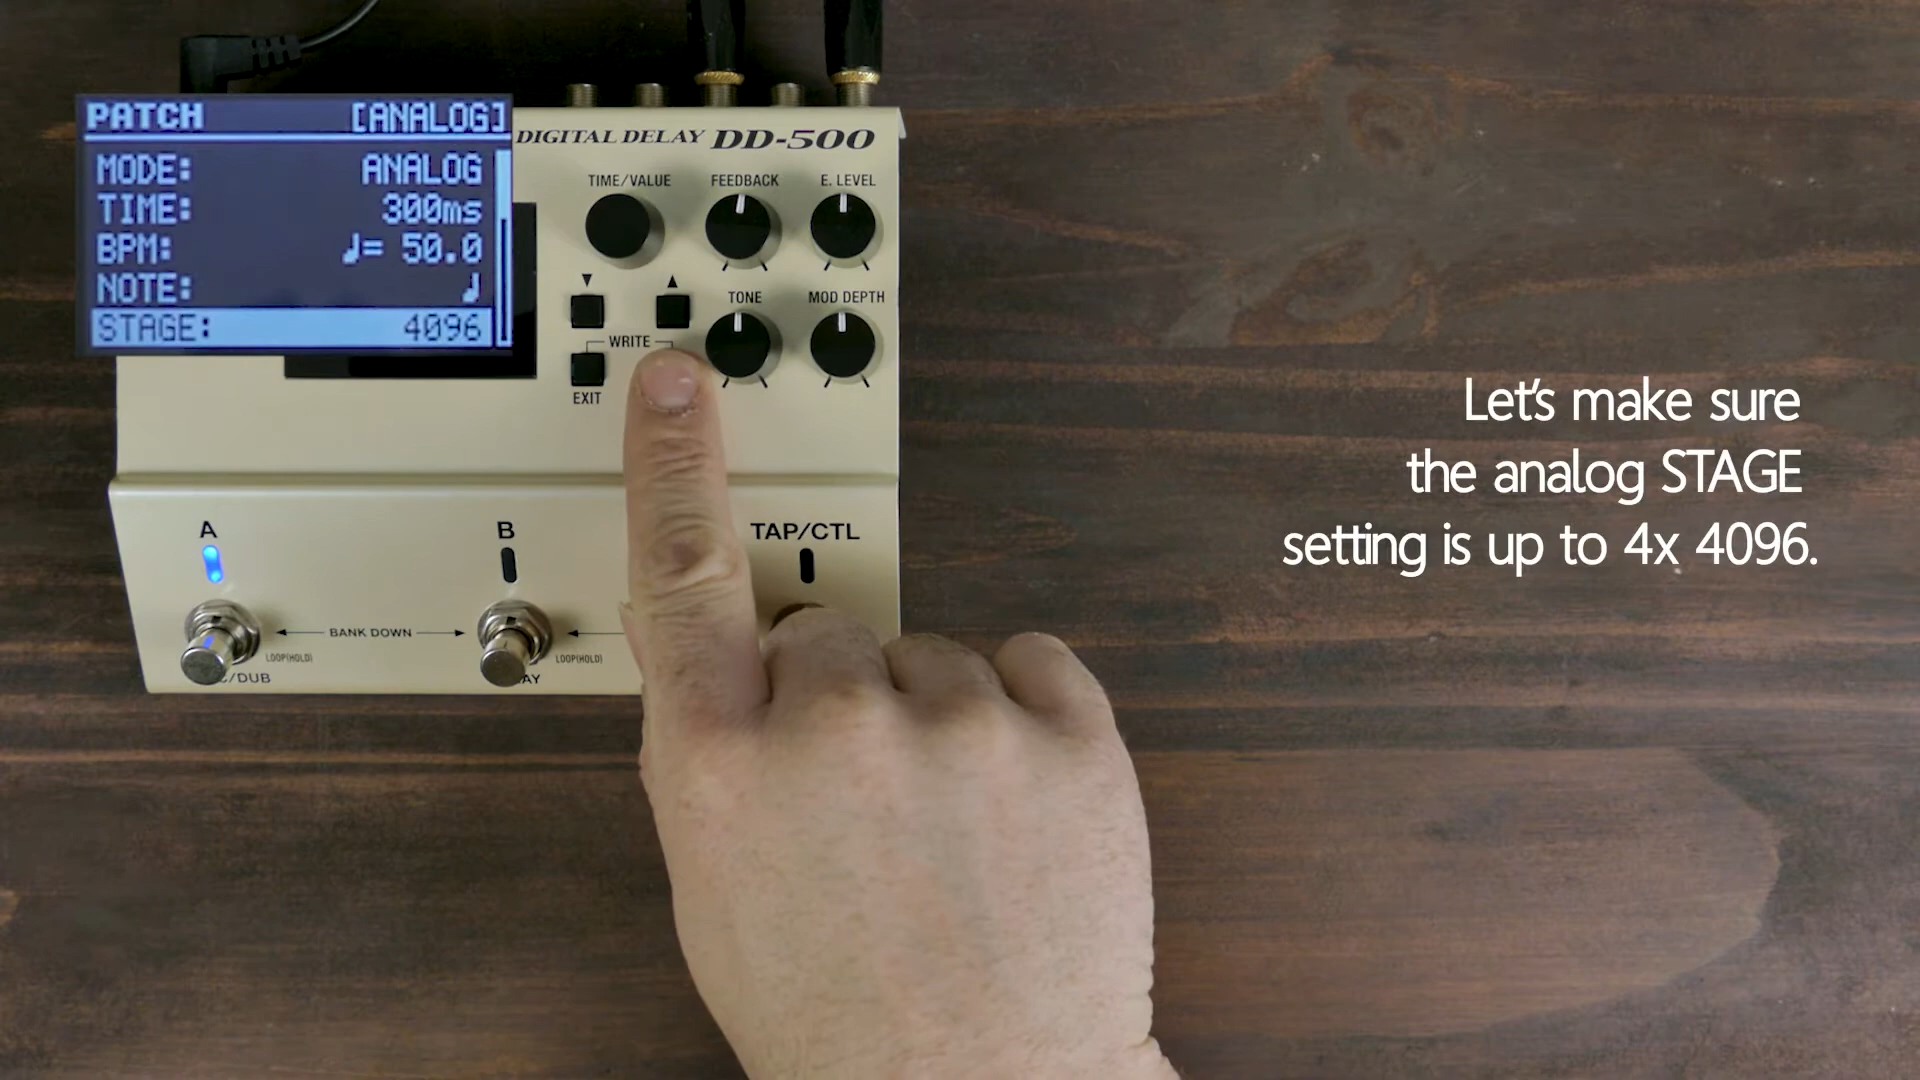 PATCH [ANALOG]
MODE: ANALOG
TIME: 300ms
BPM: ♩= 50.0
NOTE: ♩
STAGE: 4096
DIGITAL DELAY DD-500
TIME/VALUE FEEDBACK E. LEVEL
▼ ▲
TONE MOD DEPTH
WRITE
EXIT
Let's make sure
the analog STAGE
setting is up to 4x 4096.
A B TAP/CTL
BANK DOWN
LOOP(HOLD) LOOP(HOLD)
/DUB AY